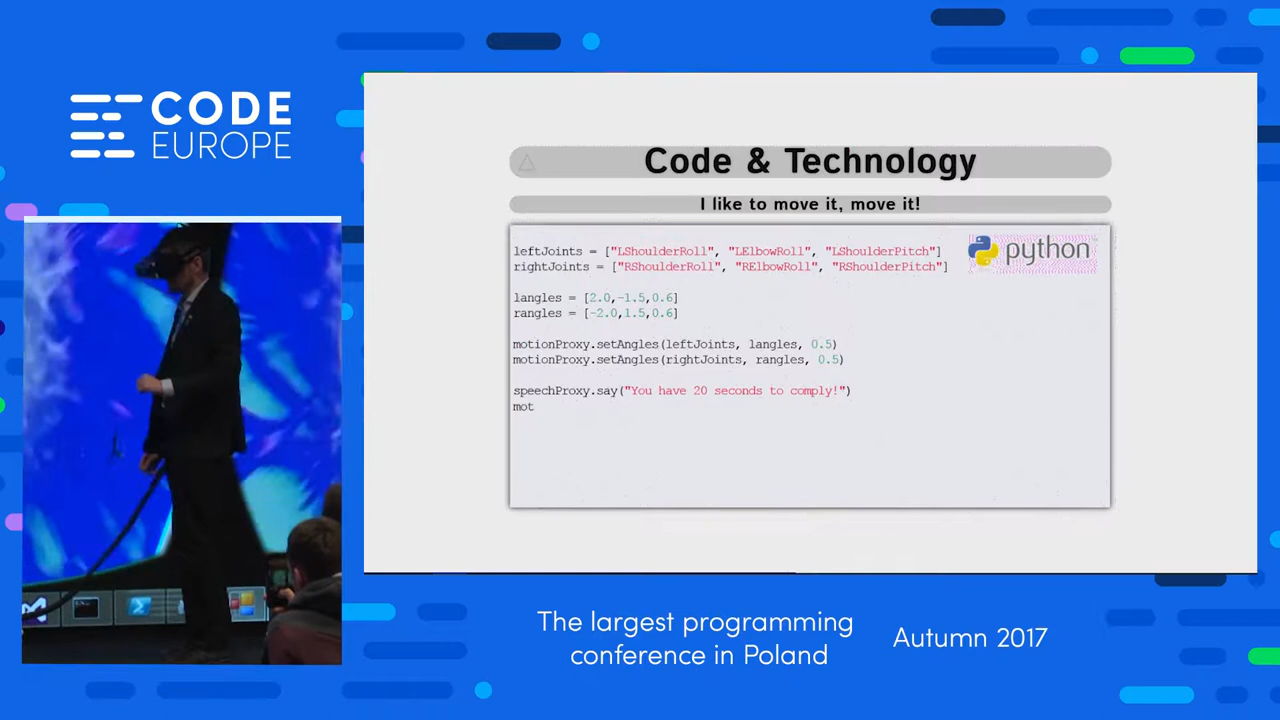 CODE
EUROPE
Code & Technology
I like to move it, move it!
python
leftJoints = ["LShoulderRoll", "LElbowRoll", "LShoulderPitch"]
rightJoints = ["RShoulderRoll", "RElbowRoll", "RShoulderPitch"]
langles = [2.0,-1.5,0.6]
rangles = [-2.0,1.5,0.6]
motionProxy.setAngles(leftJoints, langles, 0.5)
motionProxy.setAngles(rightJoints, rangles, 0.5)
speechProxy.say("You have 20 seconds to comply!")
mot
The largest programming
conference in Poland
Autumn 2017